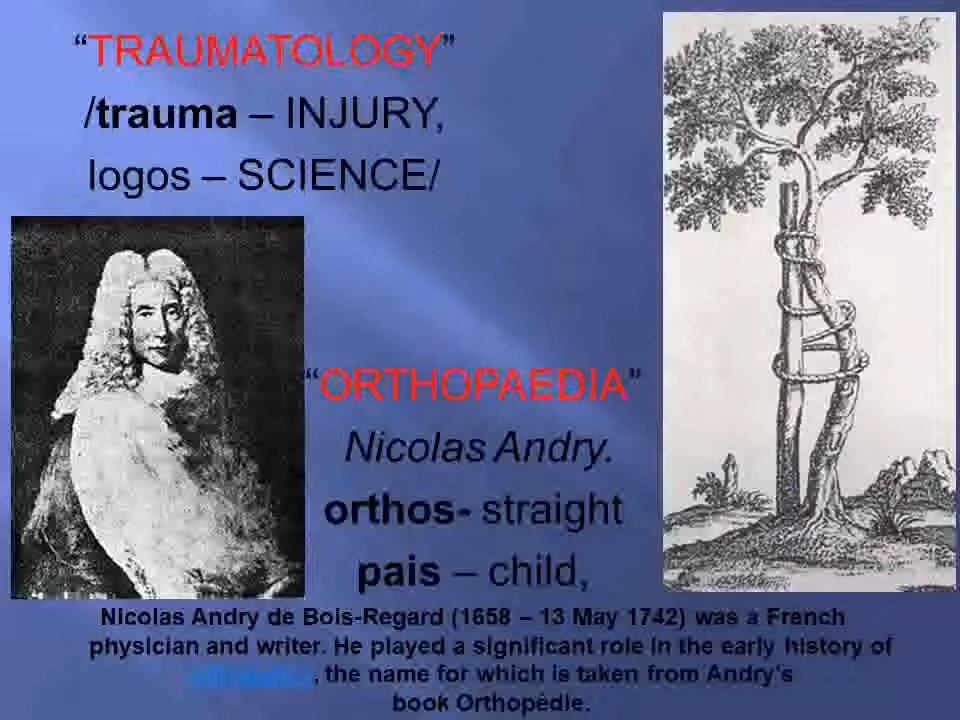 “TRAUMATOLOGY”
/trauma – INJURY,
logos – SCIENCE/
“ORTHOPAEDIA”
Nicolas Andry.
orthos- straight
pais – child,
Nicolas Andry de Bois-Regard (1658 – 13 May 1742) was a French
physician and writer. He played a significant role in the early history of
, the name for which is taken from Andry's
book Orthopédie.